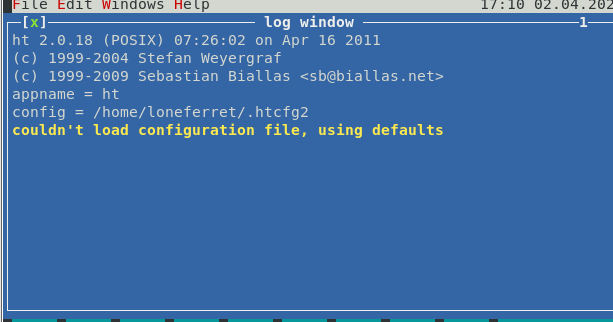 File Edit Windows Help 17:10 02.04.202
[x] log window 1
ht 2.0.18 (POSIX) 07:26:02 on Apr 16 2011
(c) 1999-2004 Stefan Weyergraf
(c) 1999-2009 Sebastian Biallas <sb@biallas.net>
appname = ht
config = /home/loneferret/.htcfg2
couldn't load configuration file, using defaults